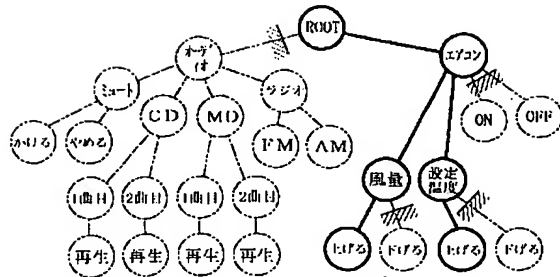 ROOT
オーデ
ィオ
エアコン
ミュート
CD
MD
ラジオ
ON
OFF
かける
やめる
FM
AM
風量
設定
温度
1曲目
2曲目
1曲目
2曲目
再生
再生
再生
再生
上げる
下げる
上げる
下げる